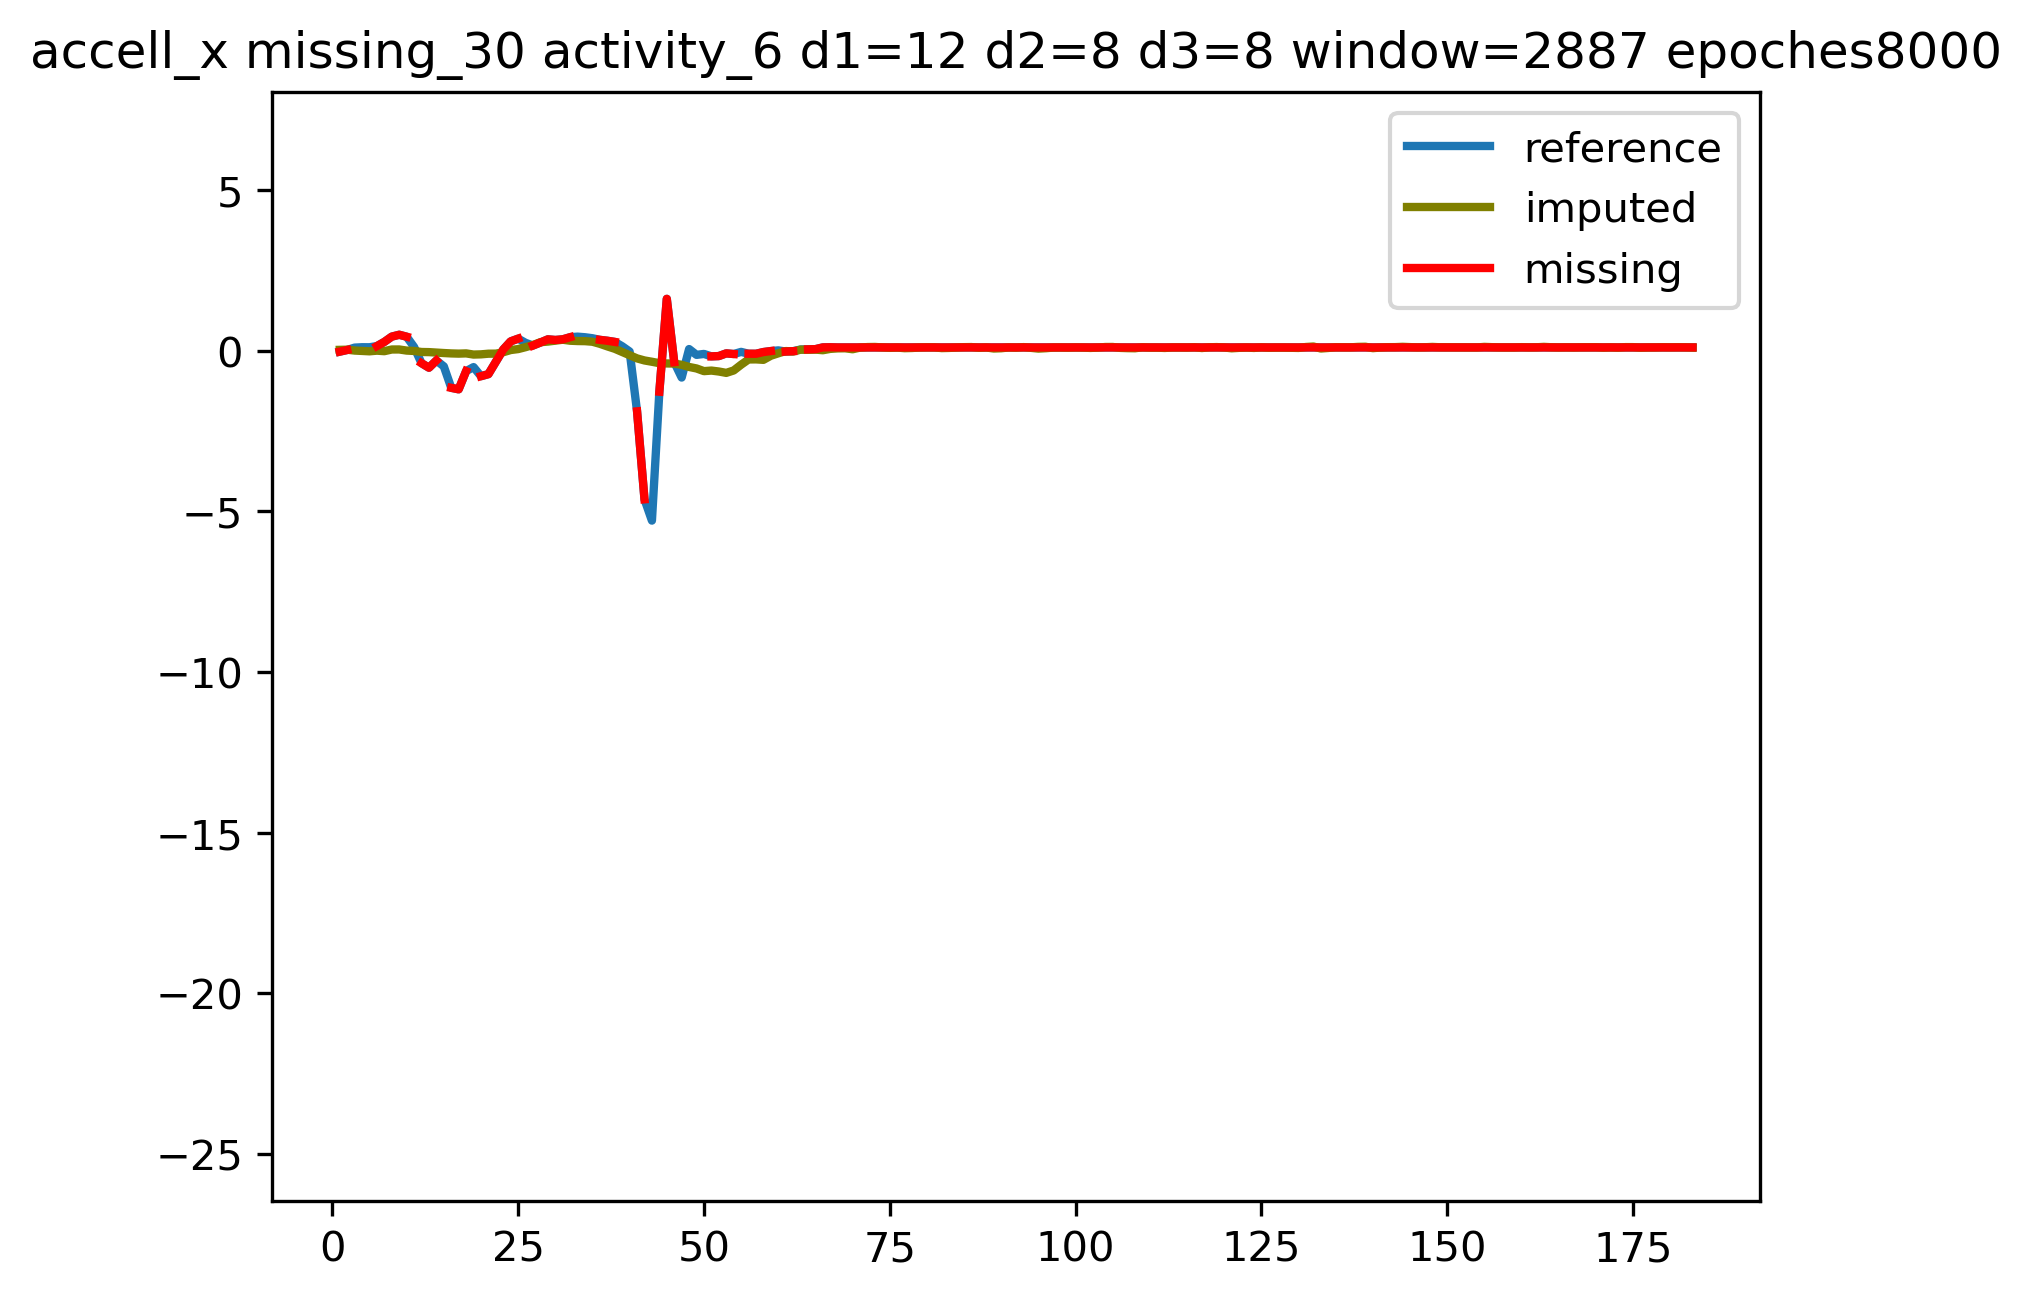 accell_x missing_30 activity_6 d1=12 d2=8 d3=8 window=2887 epoches8000
reference
imputed
missing
5
0
−5
−10
−15
−20
−25
0 25 50 75 100 125 150 175